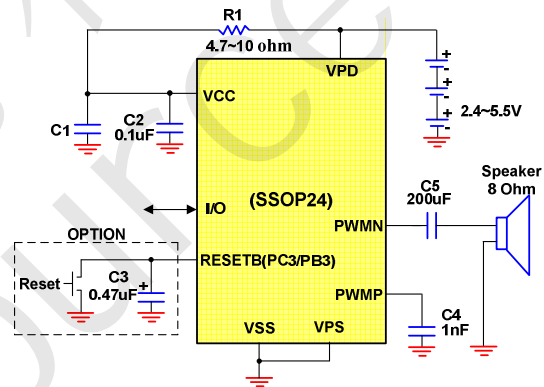 R1
4.7~10 ohm
VPD
+
-
+
-
+
-
2.4~5.5V
VCC
C1
C2
0.1uF
I/O
(SSOP24)
Speaker
8 Ohm
C5
200uF
PWMN
OPTION
RESETB(PC3/PB3)
Reset
C3
0.47uF
+
PWMP
C4
1nF
VSS
VPS